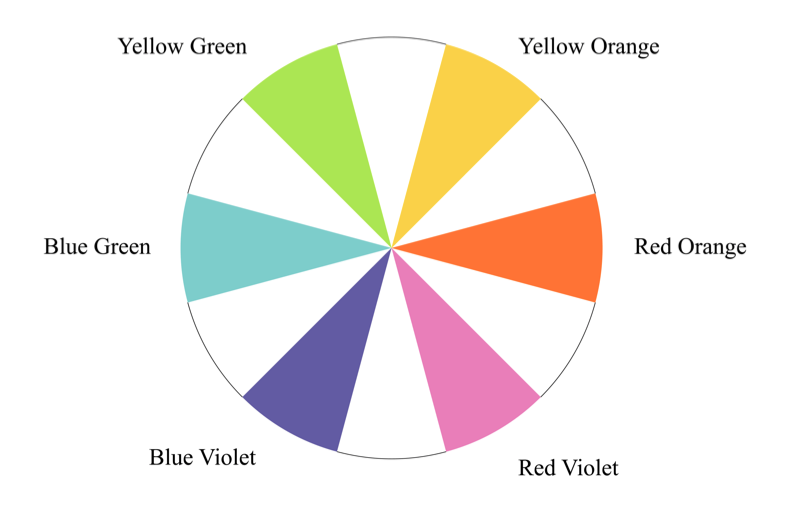 Yellow Green
Yellow Orange
Blue Green
Red Orange
Blue Violet
Red Violet